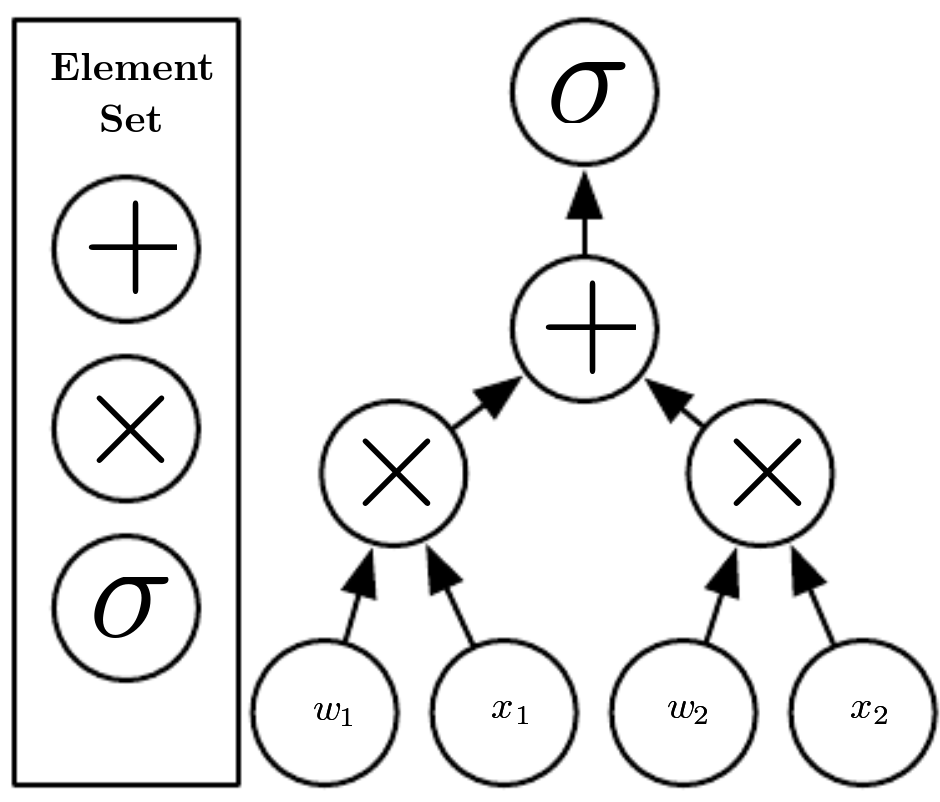 Element
Set
+
×
σ
σ
+
× ×
w₁ x₁ w₂ x₂